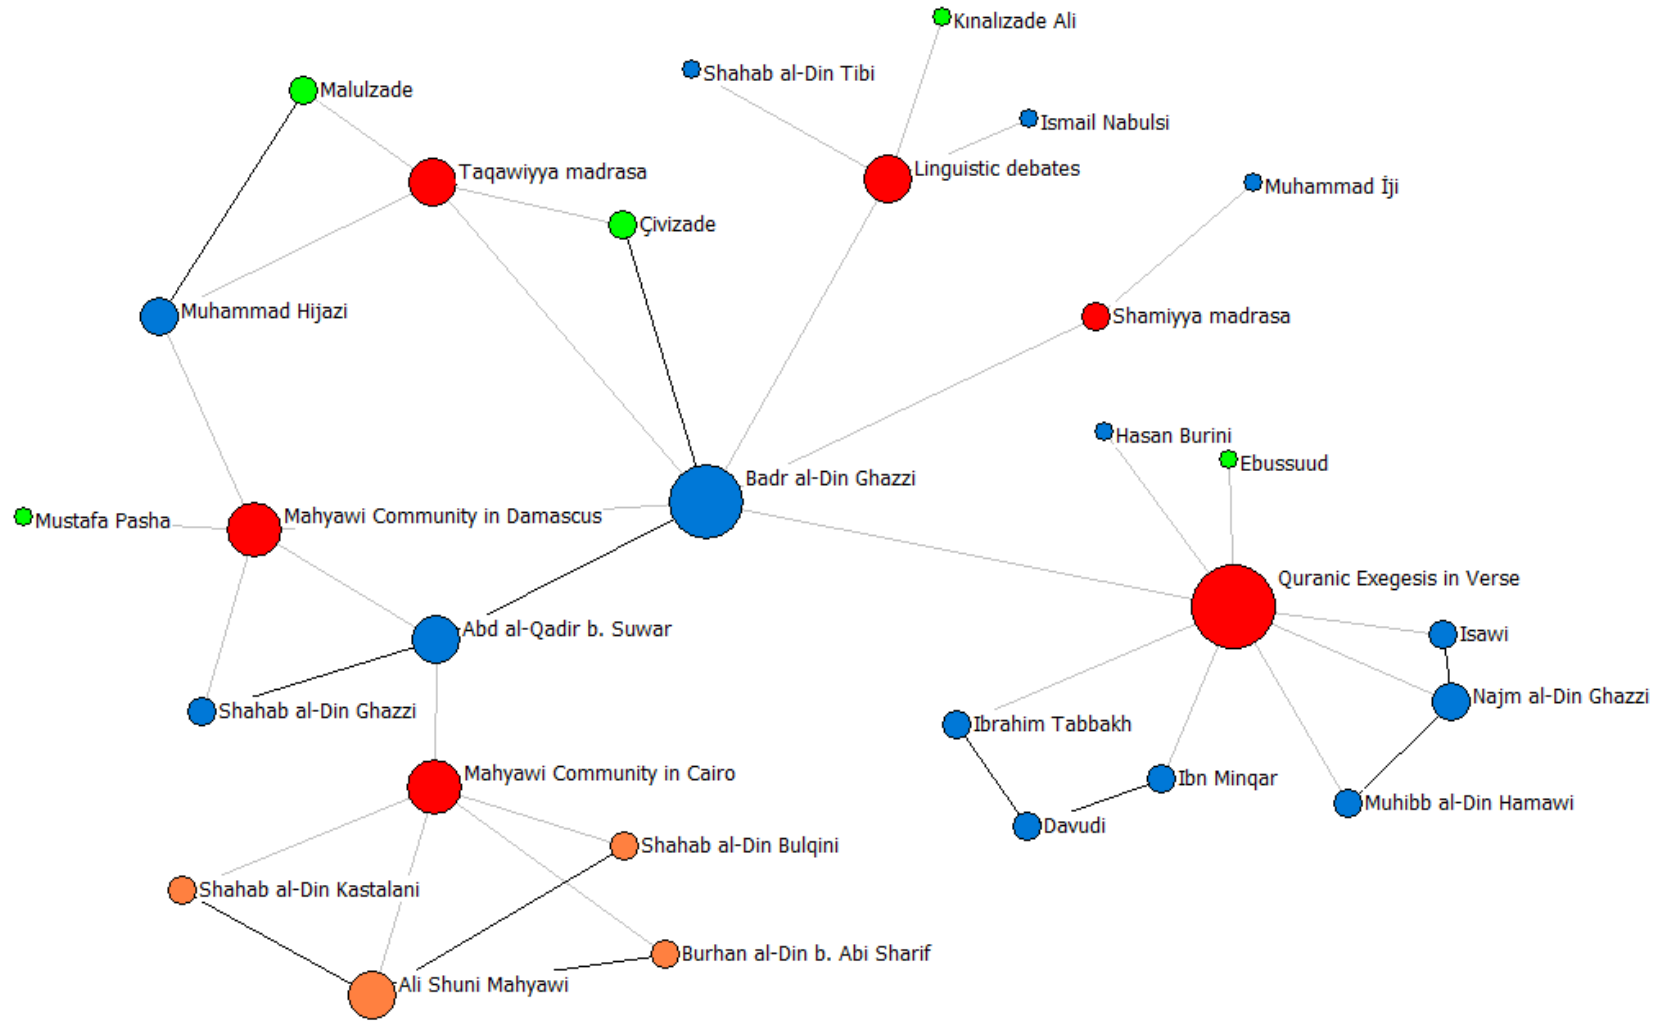 Kınalızade Ali
Shahab al-Din Tibi
Malulzade
Ismail Nabulsi
Taqawiyya madrasa
Linguistic debates
Muhammad İji
Çivizade
Muhammad Hijazi
Shamiyya madrasa
Hasan Burini
Ebussuud
Badr al-Din Ghazzi
Mustafa Pasha
Mahyawi Community in Damascus
Quranic Exegesis in Verse
Abd al-Qadir b. Suwar
Isawi
Najm al-Din Ghazzi
Shahab al-Din Ghazzi
Ibrahim Tabbakh
Mahyawi Community in Cairo
Ibn Minqar
Muhibb al-Din Hamawi
Davudi
Shahab al-Din Bulqini
Shahab al-Din Kastalani
Burhan al-Din b. Abi Sharif
Ali Shuni Mahyawi